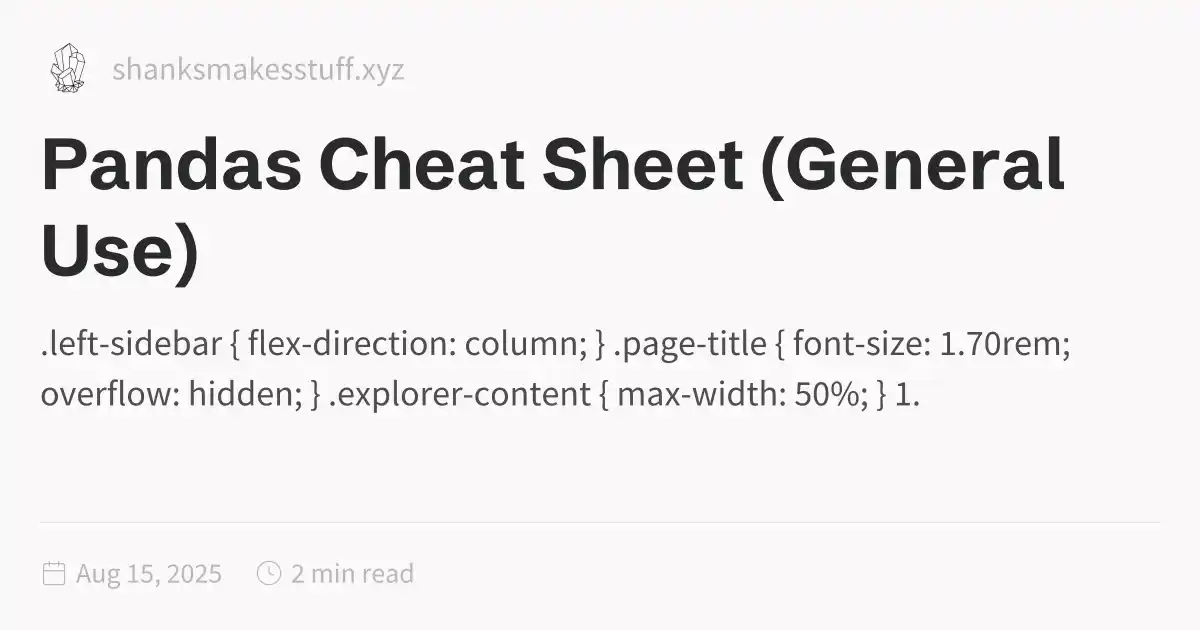 shanksmakesstuff.xyz
Pandas Cheat Sheet (General
Use)
.left-sidebar { flex-direction: column; } .page-title { font-size: 1.70rem;
overflow: hidden; } .explorer-content { max-width: 50%; } 1.
Aug 15, 2025 2 min read